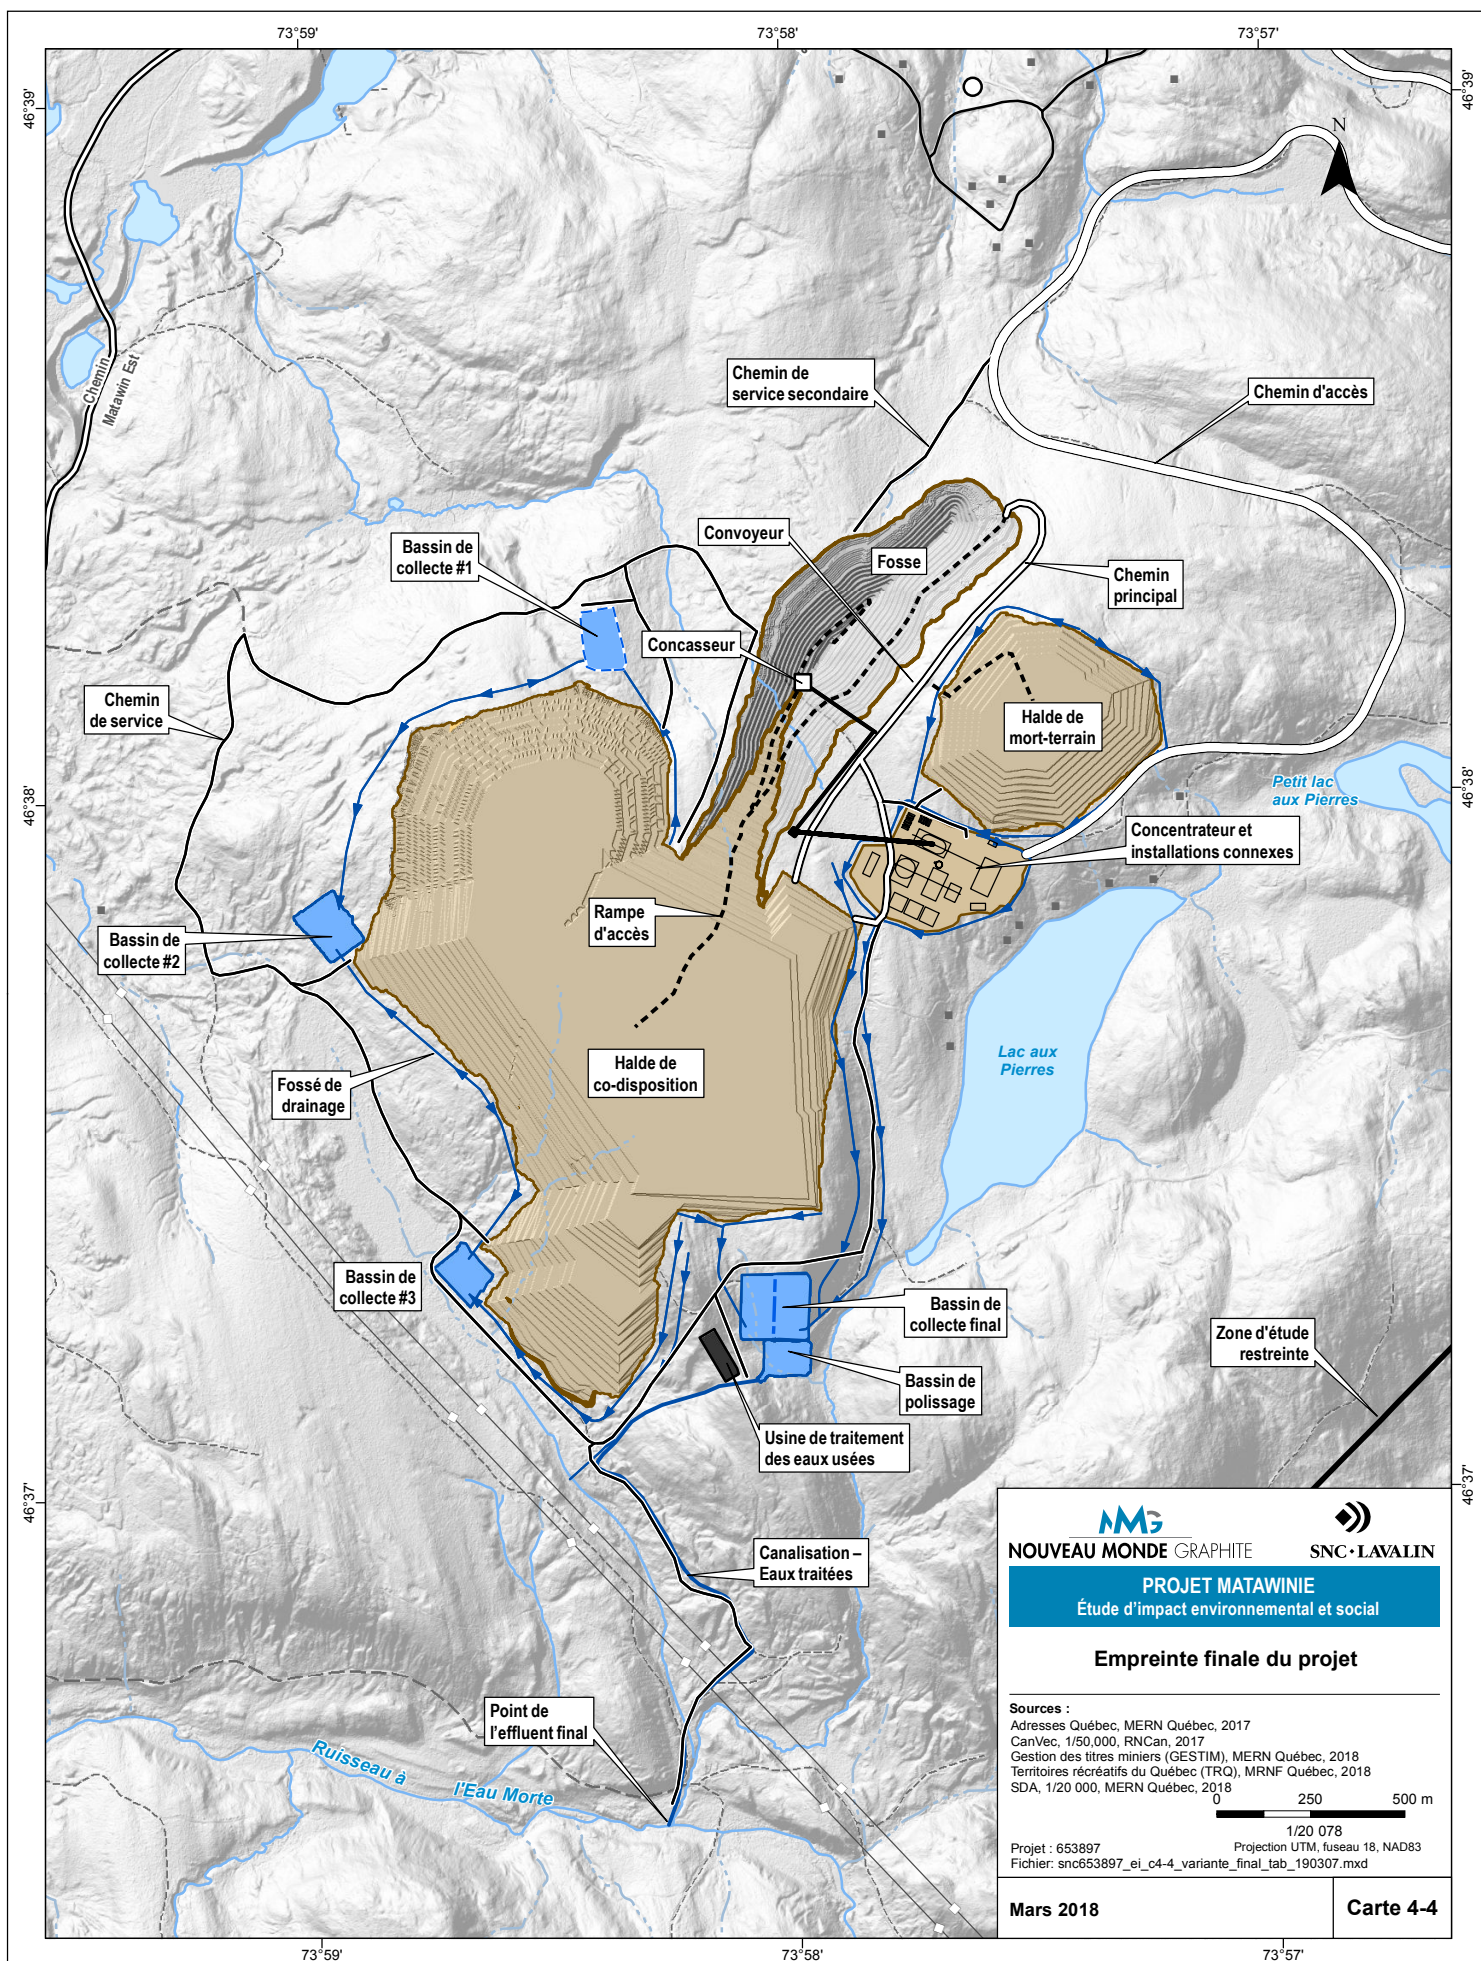 73°59'
73°58'
73°57'
46°39'
46°39'
N
Chemin
Matawin Est
Chemin de
service secondaire
Chemin d'accès
Convoyeur
Fosse
Bassin de
collecte #1
Chemin
principal
Concasseur
Chemin
de service
Halde de
mort-terrain
46°38'
46°38'
Petit lac
aux Pierres
Concentrateur et
installations connexes
Rampe
d'accès
Bassin de
collecte #2
Lac aux
Pierres
Halde de
co-disposition
Fossé de
drainage
Bassin de
collecte #3
Bassin de
collecte final
Zone d'étude
restreinte
Bassin de
polissage
Usine de traitement
des eaux usées
46°37'
46°37'
Canalisation –
Eaux traitées
Point de
l'effluent final
Ruisseau à
l'Eau Morte
NMG
NOUVEAU MONDE GRAPHITE
SNC•LAVALIN
PROJET MATAWINIE
Étude d'impact environnemental et social
Empreinte finale du projet
Sources :
Adresses Québec, MERN Québec, 2017
CanVec, 1/50,000, RNCan, 2017
Gestion des titres miniers (GESTIM), MERN Québec, 2018
Territoires récréatifs du Québec (TRQ), MRNF Québec, 2018
SDA, 1/20 000, MERN Québec, 2018
0 250 500 m
1/20 078
Projet : 653897
Projection UTM, fuseau 18, NAD83
Fichier: snc653897_ei_c4-4_variante_final_tab_190307.mxd
Mars 2018
Carte 4-4
73°59'
73°58'
73°57'